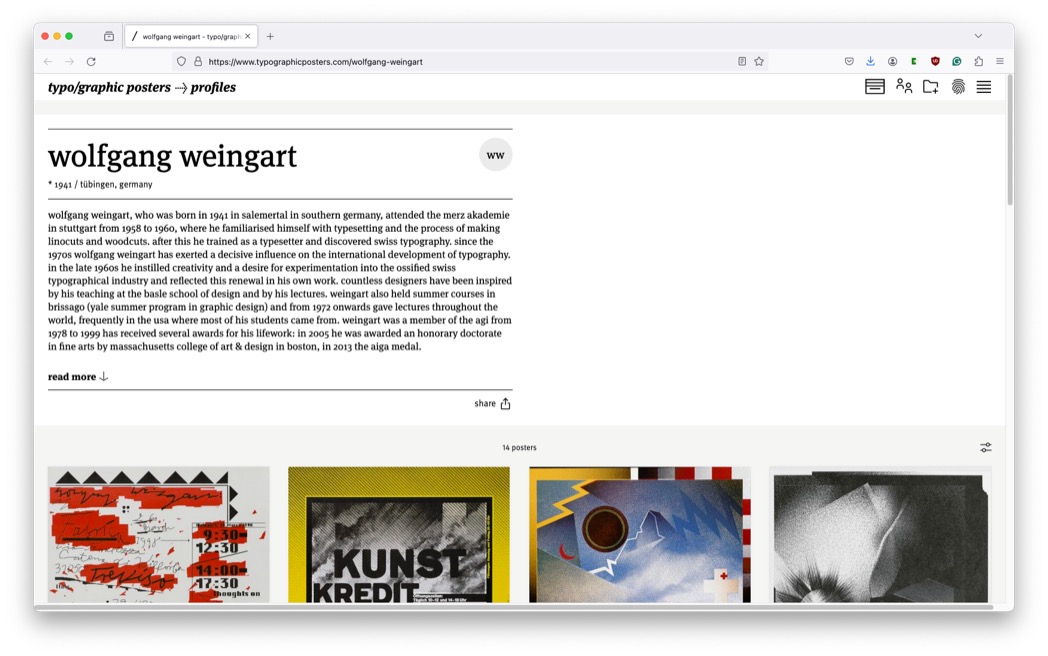 wolfgang weingart – typo/graph
https://www.typographicposters.com/wolfgang-weingart
typo/graphic posters ···> profiles
wolfgang weingart
ww
* 1941 / tübingen, germany
wolfgang weingart, who was born in 1941 in salemertal in southern germany, attended the merz akademie
in stuttgart from 1958 to 1960, where he familiarised himself with typesetting and the process of making
linocuts and woodcuts. after this he trained as a typesetter and discovered swiss typography. since the
1970s wolfgang weingart has exerted a decisive influence on the international development of typography.
in the late 1960s he instilled creativity and a desire for experimentation into the ossified swiss
typographical industry and reflected this renewal in his own work. countless designers have been inspired
by his teaching at the basle school of design and by his lectures. weingart also held summer courses in
brissago (yale summer program in graphic design) and from 1972 onwards gave lectures throughout the
world, frequently in the usa where most of his students came from. weingart was a member of the agi from
1978 to 1999 has received several awards for his lifework: in 2005 he was awarded an honorary doctorate
in fine arts by massachusetts college of art & design in boston, in 2013 the aiga medal.
read more ↓
share
14 posters
9:30
12:30
14:00
17:30
thoughts on
KUNST
KREDIT